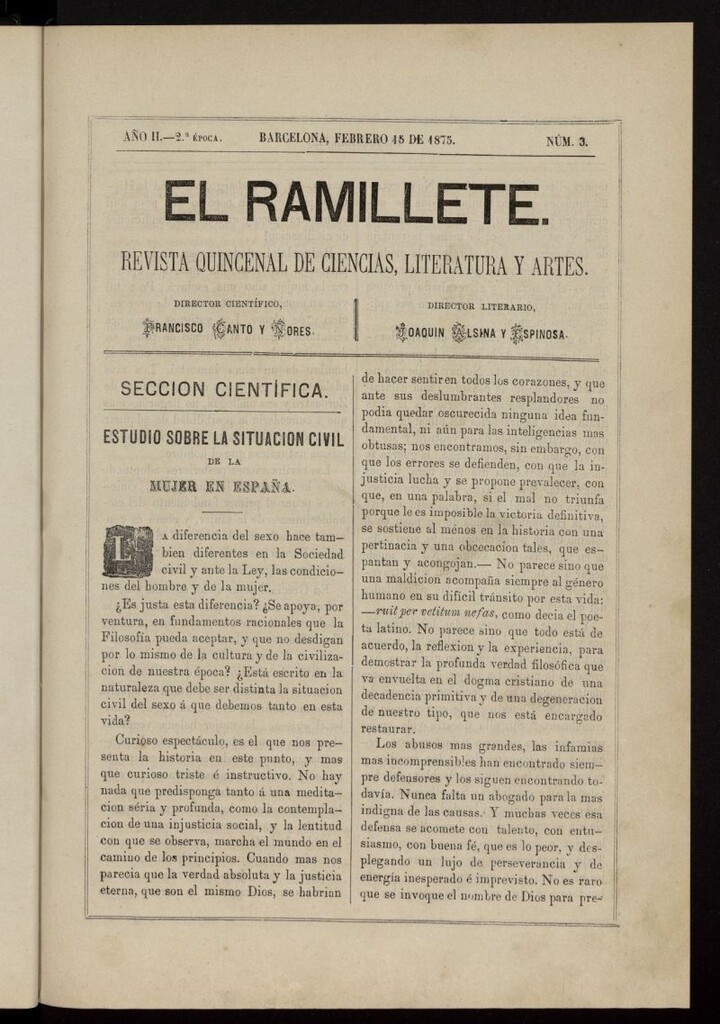 AÑO II.—2.ª ÉPOCA. BARCELONA, FEBRERO 15 DE 1875. NÚM. 3.
EL RAMILLETE.
REVISTA QUINCENAL DE CIENCIAS, LITERATURA Y ARTES.
DIRECTOR CIENTÍFICO,
FRANCISCO CANTO Y NORES.
DIRECTOR LITERARIO,
JOAQUIN ALSINA Y ESPINOSA.
SECCION CIENTÍFICA.
ESTUDIO SOBRE LA SITUACION CIVIL
DE LA
MUJER EN ESPAÑA.
LA diferencia del sexo hace tam-
bien diferentes en la Sociedad
civil y ante la Ley, las condicio-
nes del hombre y de la mujer.
¿Es justa esta diferencia? ¿Se apoya, por
ventura, en fundamentos racionales que la
Filosofía pueda aceptar, y que no desdigan
por lo mismo de la cultura y de la civiliza-
cion de nuestra época? ¿Está escrito en la
naturaleza que debe ser distinta la situacion
civil del sexo á que debemos tanto en esta
vida?
Curioso espectáculo, es el que nos pre-
senta la historia en este punto, y mas
que curioso triste é instructivo. No hay
nada que predisponga tanto á una medita-
cion séria y profunda, como la contempla-
cion de una injusticia social, y la lentitud
con que se observa, marcha el mundo en el
camino de los principios. Cuando mas nos
parecia que la verdad absoluta y la justicia
eterna, que son el mismo Dios, se habrian
de hacer sentir en todos los corazones, y que
ante sus deslumbrantes resplandores no
podia quedar oscurecida ninguna idea fun-
damental, ni aún para las inteligencias mas
obtusas; nos encontramos, sin embargo, con
que los errores se defienden, con que la in-
justicia lucha y se propone prevalecer, con
que, en una palabra, si el mal no triunfa
porque le es imposible la victoria definitiva,
se sostiene al ménos en la historia con una
pertinacia y una obcecacion tales, que es-
pantan y acongojan.— No parece sino que
una maldicion acompaña siempre al género
humano en su difícil tránsito por esta vida:
—ruit per vetitum nefas, como decia el poe-
ta latino. No parece sino que todo está de
acuerdo, la reflexion y la experiencia, para
demostrar la profunda verdad filosófica que
va envuelta en el dogma cristiano de una
decadencia primitiva y de una degeneracion
de nuestro tipo, que nos está encargado
restaurar.
Los abusos mas grandes, las infamias
mas incomprensibles han encontrado siem-
pre defensores y los siguen encontrando to-
davía. Nunca falta un abogado para la mas
indigna de las causas. Y muchas veces esa
defensa se acomete con talento, con entu-
siasmo, con buena fé, que es lo peor, y des-
plegando un lujo de perseverancia y de
energía inesperado é imprevisto. No es raro
que se invoque el nombre de Dios para pre-